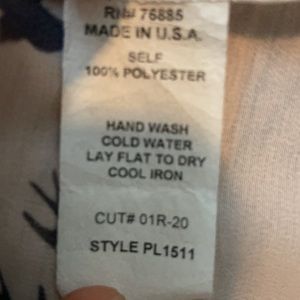 RN# 76885
MADE IN U.S.A.
SELF
100% POLYESTER
HAND WASH
COLD WATER
LAY FLAT TO DRY
COOL IRON
CUT# 01R-20
STYLE PL1511